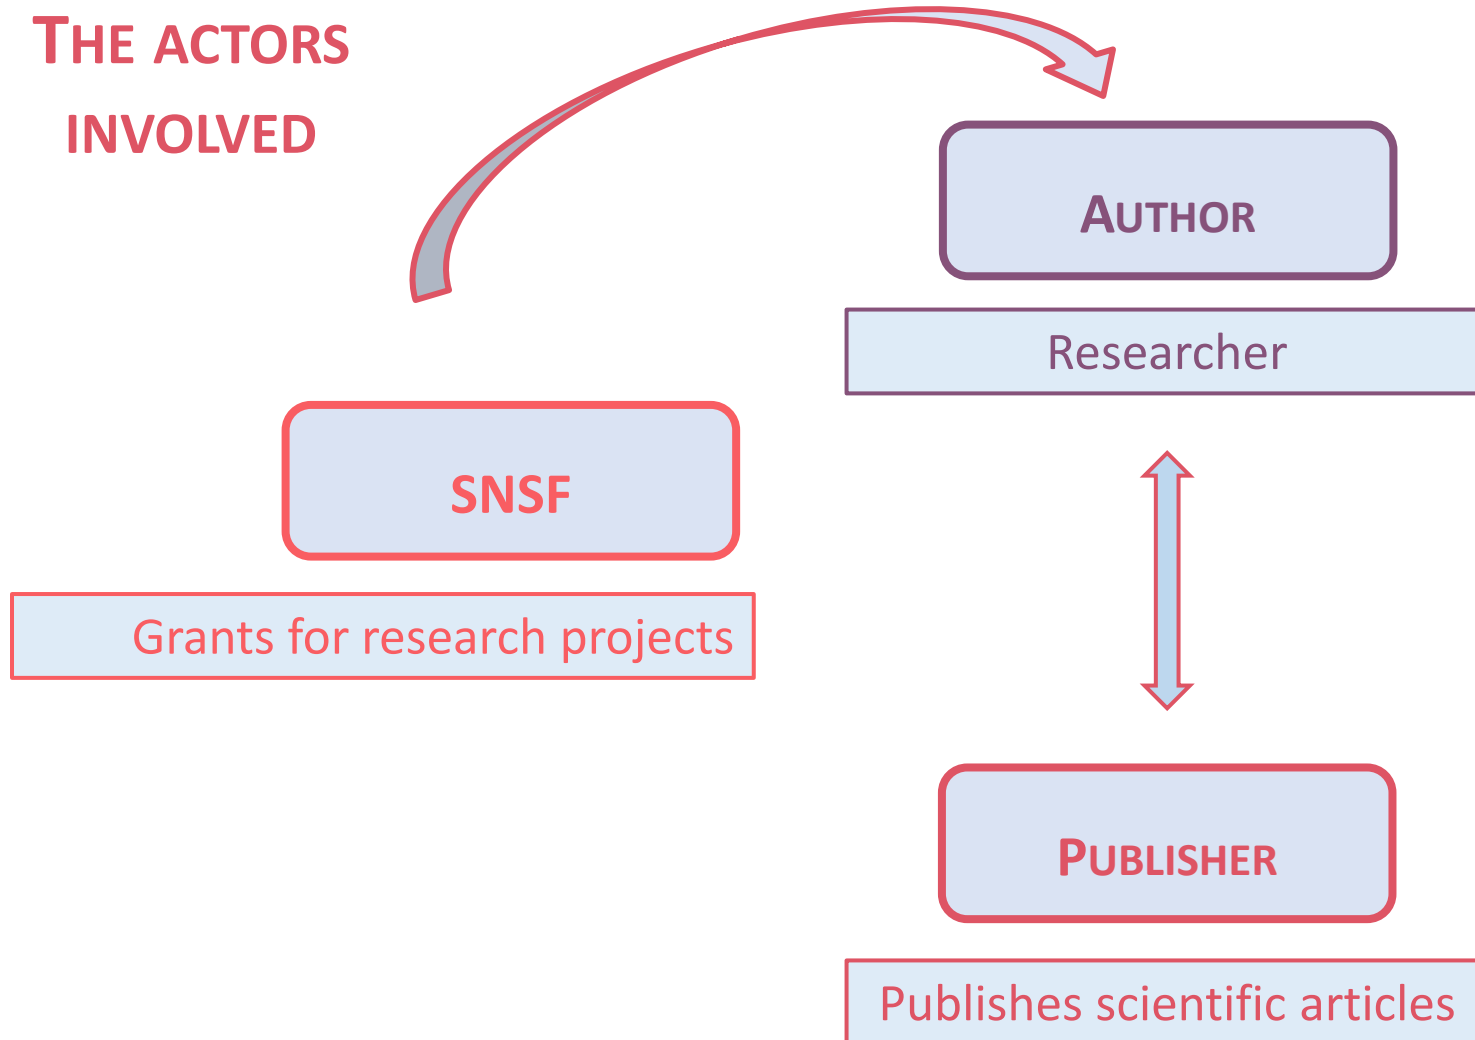 THE ACTORS
INVOLVED
AUTHOR
Researcher
SNSF
Grants for research projects
PUBLISHER
Publishes scientific articles